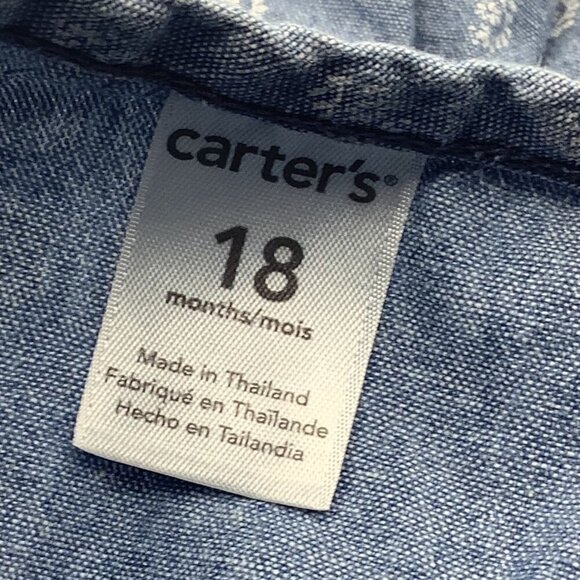 carter's®
18
months/mois
Made in Thailand
Fabriqué en Thaïlande
Hecho en Tailandia